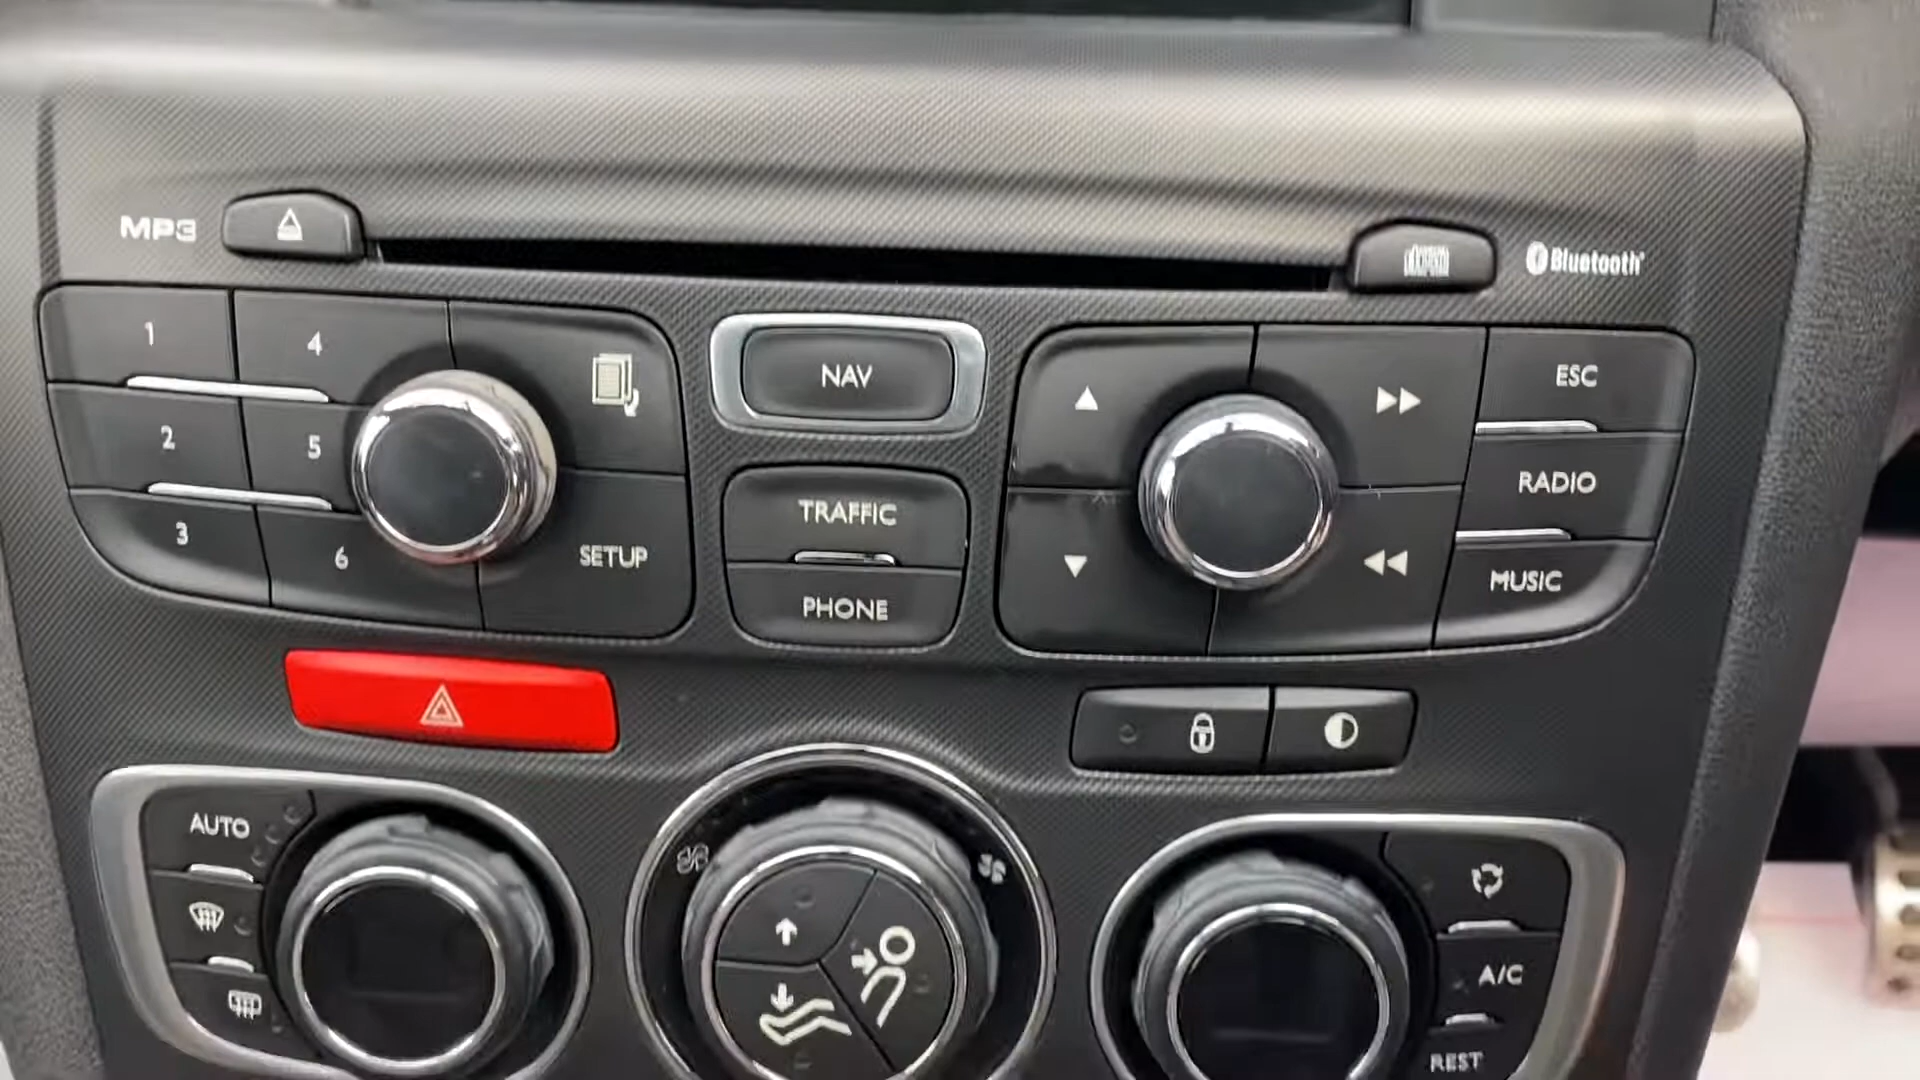 MP3
Bluetooth
1
4
NAV
ESC
2
5
RADIO
TRAFFIC
3
6
SETUP
PHONE
MUSIC
AUTO
A/C
REST